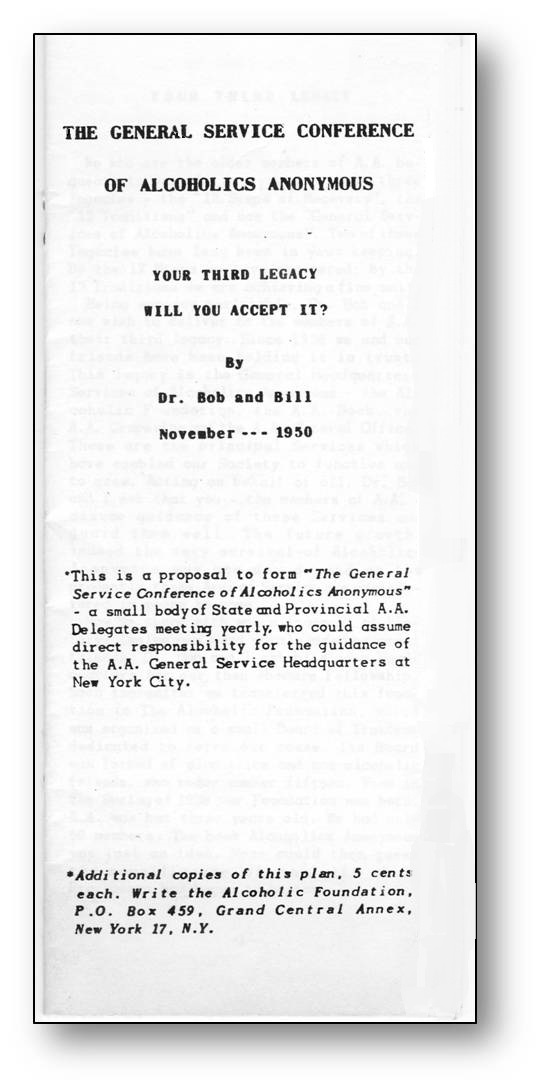 THE GENERAL SERVICE CONFERENCE
OF ALCOHOLICS ANONYMOUS
YOUR THIRD LEGACY
WILL YOU ACCEPT IT?
By
Dr. Bob and Bill
November --- 1950
*This is a proposal to form "The General
Service Conference of Alcoholics Anonymous"
- a small body of State and Provincial A.A.
Delegates meeting yearly, who could assume
direct responsibility for the guidance of
the A.A. General Service Headquarters at
New York City.
*Additional copies of this plan, 5 cents
each. Write the Alcoholic Foundation,
P.O. Box 459, Grand Central Annex,
New York 17, N.Y.